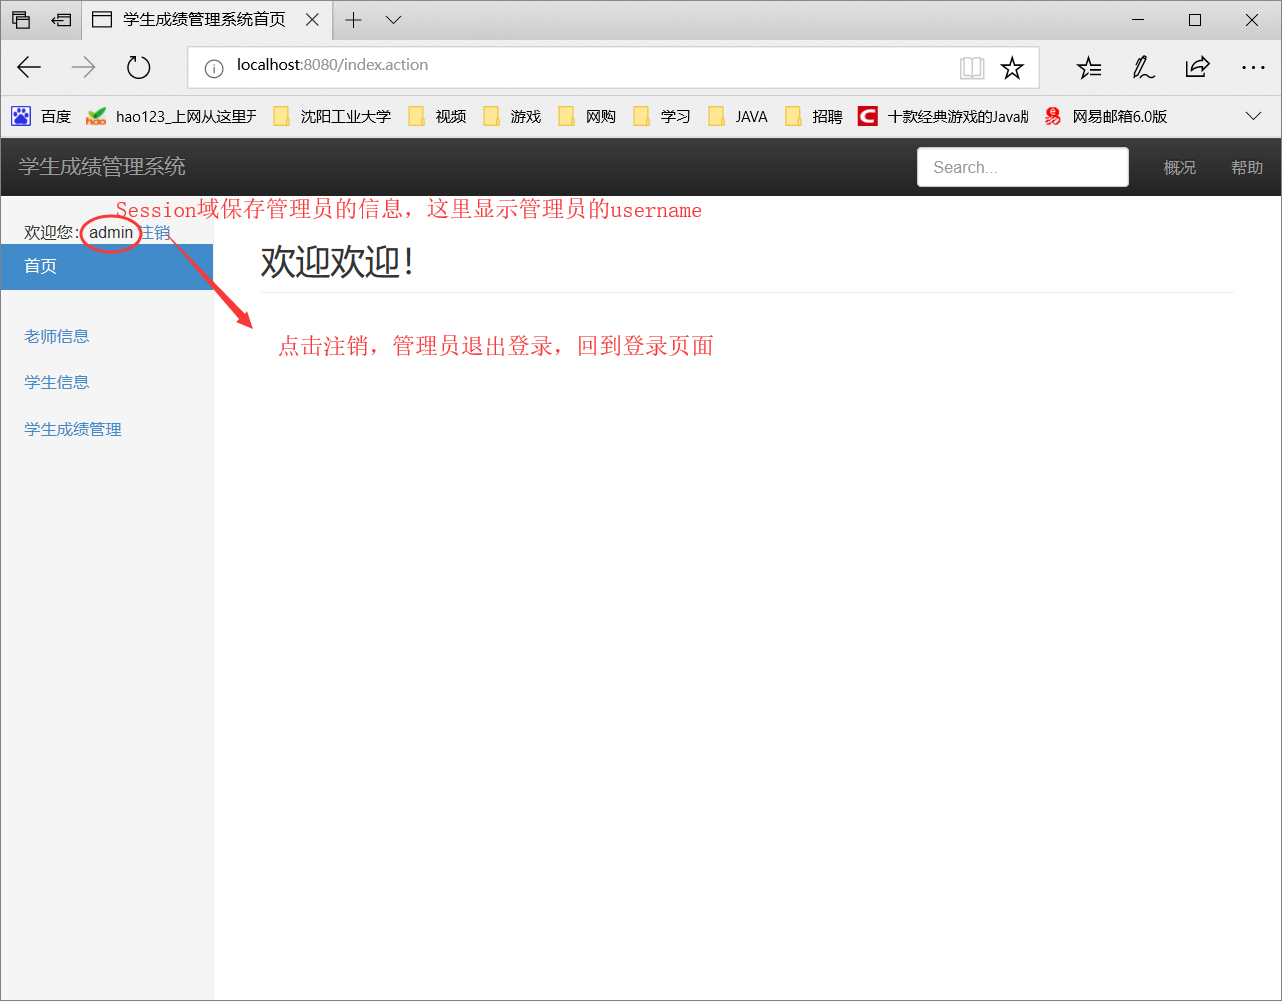 学生成绩管理系统首页
localhost:8080/index.action
百度 hao123_上网从这里开 沈阳工业大学 视频 游戏 网购 学习 JAVA 招聘 十款经典游戏的Java版 网易邮箱6.0版
学生成绩管理系统 Search... 概况 帮助
Session域保存管理员的信息，这里显示管理员的username
欢迎您：admin 注销
首页
欢迎欢迎！
老师信息
点击注销，管理员退出登录，回到登录页面
学生信息
学生成绩管理